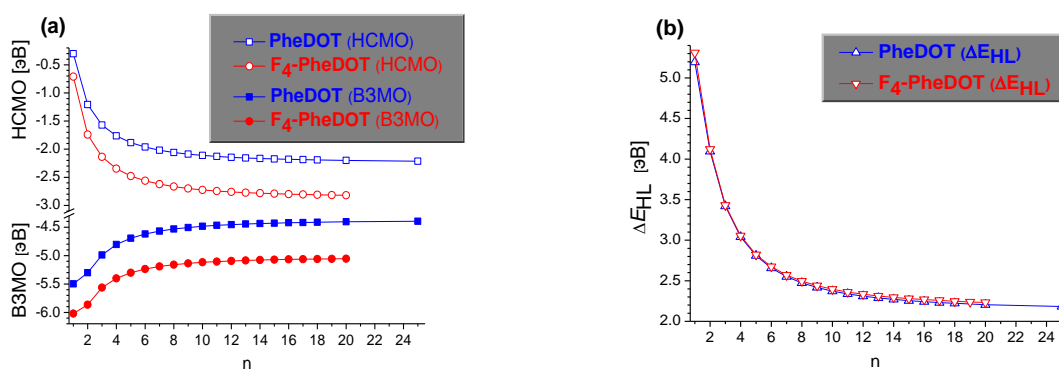 (a)
PheDOT (HCMO)
F4-PheDOT (HCMO)
PheDOT (B3MO)
F4-PheDOT (B3MO)
HCMO [эВ]
-0.5
-1.0
-1.5
-2.0
-2.5
-3.0
B3MO [эВ]
-4.5
-5.0
-5.5
-6.0
2 4 6 8 10 12 14 16 18 20 22 24
n
(b)
PheDOT (ΔEHL)
F4-PheDOT (ΔEHL)
ΔEHL [эВ]
5.0
4.5
4.0
3.5
3.0
2.5
2.0
2 4 6 8 10 12 14 16 18 20 22 24
n